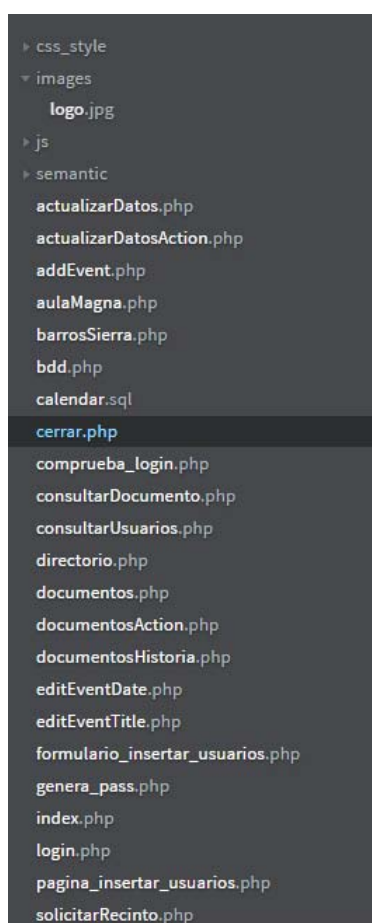 css_style
images
logo.jpg
js
semantic
actualizarDatos.php
actualizarDatosAction.php
addEvent.php
aulaMagna.php
barrosSierra.php
bdd.php
calendar.sql
cerrar.php
comprueba_login.php
consultarDocumento.php
consultarUsuarios.php
directorio.php
documentos.php
documentosAction.php
documentosHistoria.php
editEventDate.php
editEventTitle.php
formulario_insertar_usuarios.php
genera_pass.php
index.php
login.php
pagina_insertar_usuarios.php
solicitarRecinto.php